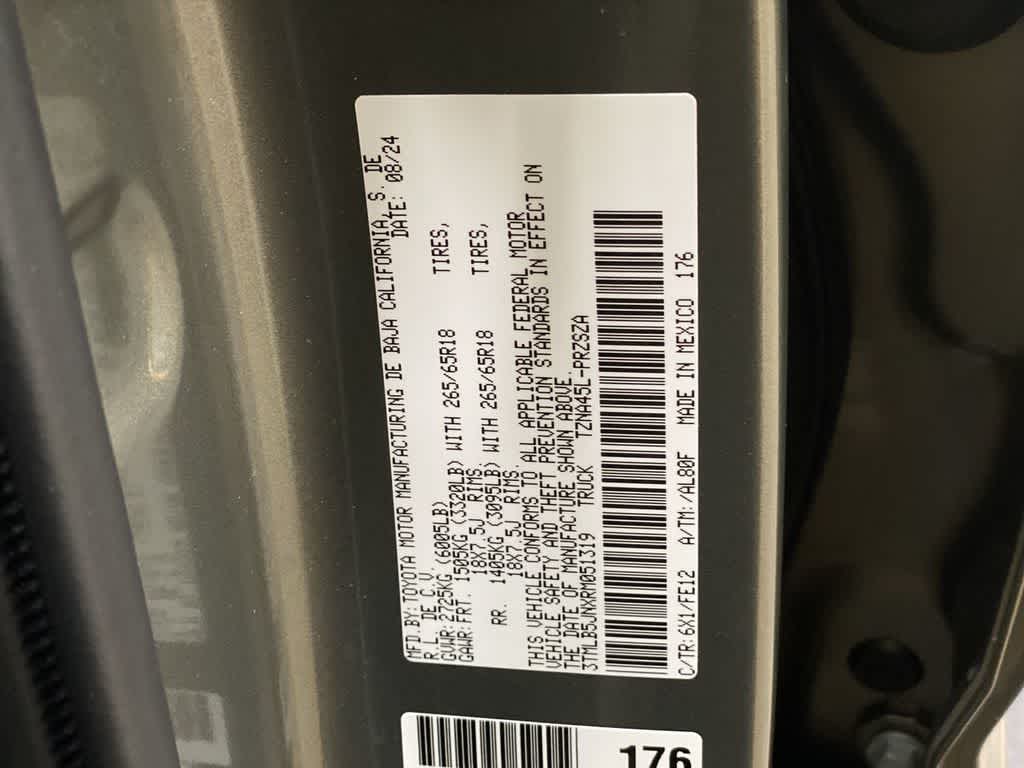 MFD.BY:TOYOTA MOTOR MANUFACTURING DE BAJA CALIFORNIA, S. DE
R.L. DE C.V. DATE: 08/24
GVWR:2725KG (6005LB)
GAWR:FRT. 1505KG (3320LB) WITH 265/65R18 TIRES,
18X7.5J RIMS.
RR. 1405KG (3095LB) WITH 265/65R18 TIRES,
18X7.5J RIMS.
THIS VEHICLE CONFORMS TO ALL APPLICABLE FEDERAL MOTOR
VEHICLE SAFETY AND THEFT PREVENTION STANDARDS IN EFFECT ON
THE DATE OF MANUFACTURE SHOWN ABOVE.
3TMLB5JNXRM051319 TRUCK TZNA45L-PRZSZA
C/TR:6X1/FE12 A/TM:/AL80F MADE IN MEXICO 176
176